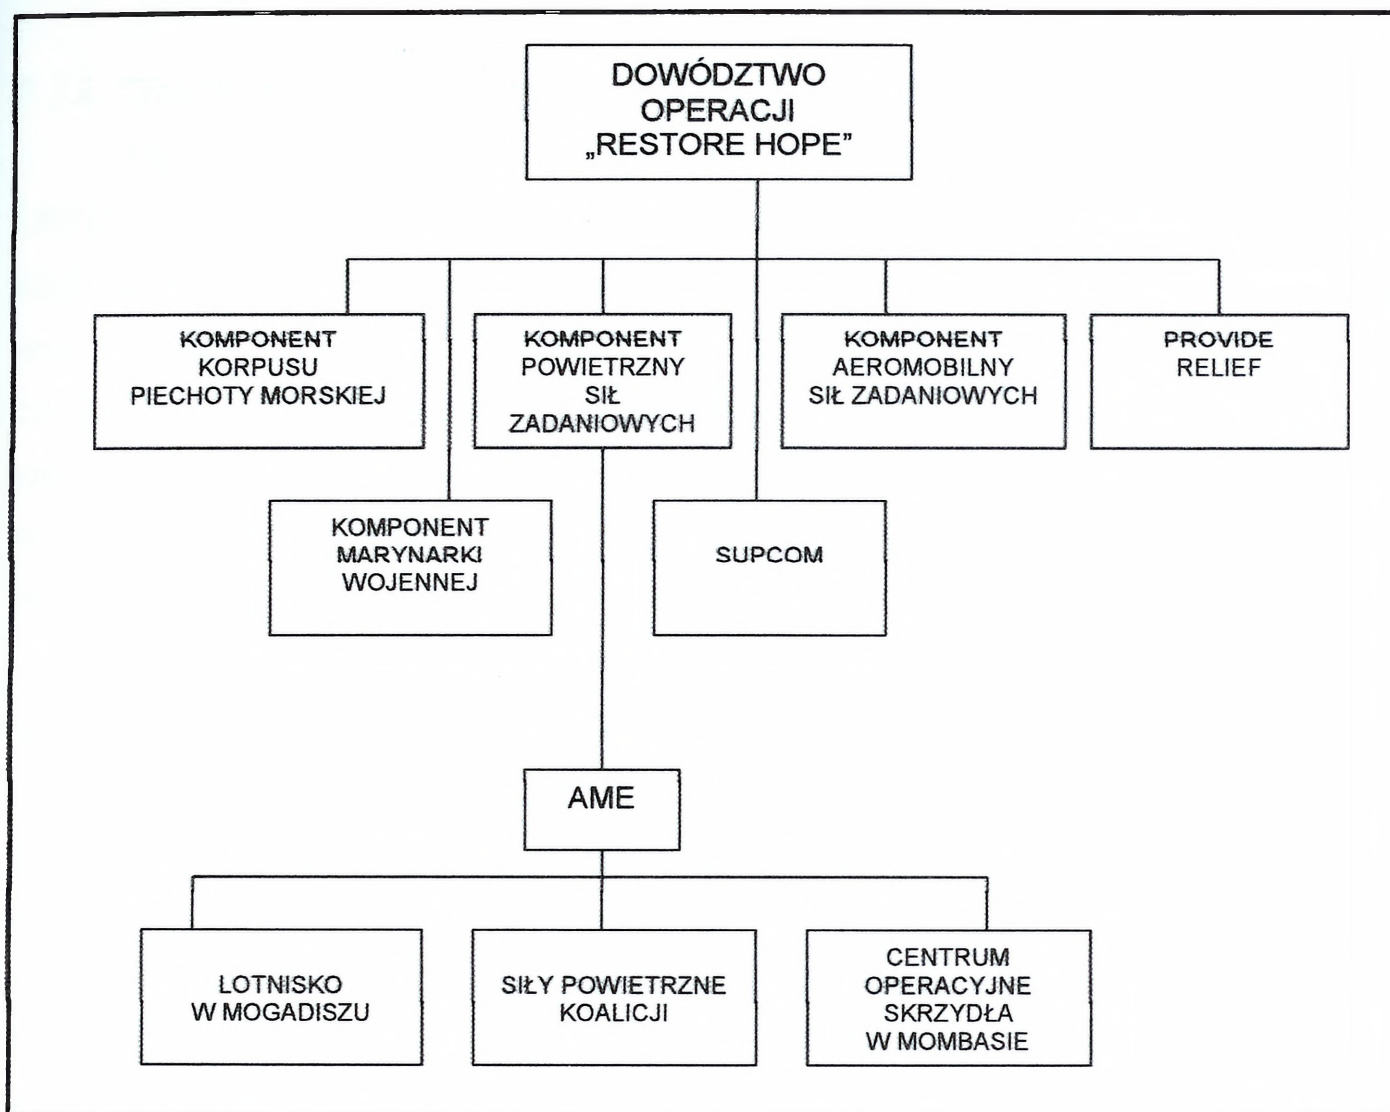 DOWÓDZTWO
OPERACJI
„RESTORE HOPE”
KOMPONENT
KORPUSU
PIECHOTY MORSKIEJ
KOMPONENT
POWIETRZNY
SIŁ
ZADANIOWYCH
KOMPONENT
AEROMOBILNY
SIŁ ZADANIOWYCH
PROVIDE
RELIEF
KOMPONENT
MARYNARKI
WOJENNEJ
SUPCOM
AME
LOTNISKO
W MOGADISZU
SIŁY POWIETRZNE
KOALICJI
CENTRUM
OPERACYJNE
SKRZYDŁA
W MOMBASIE